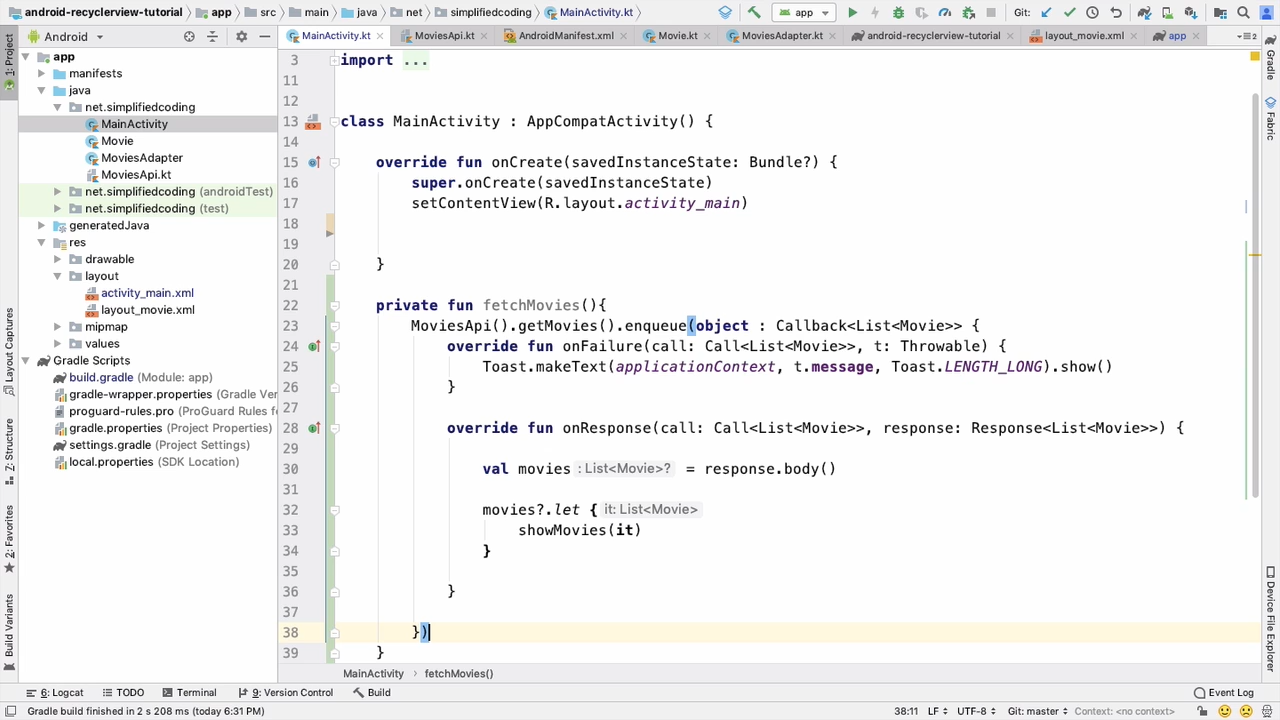 android-recyclerview-tutorial app src main java net simplifiedcoding MainActivity.kt app Git:
Android MainActivity.kt MoviesApi.kt AndroidManifest.xml Movie.kt MoviesAdapter.kt android-recyclerview-tutorial layout_movie.xml app
1: Project
Layout Captures
7: Structure
2: Favorites
Build Variants
app
manifests
java
net.simplifiedcoding
MainActivity
Movie
MoviesAdapter
MoviesApi.kt
net.simplifiedcoding (androidTest)
net.simplifiedcoding (test)
generatedJava
res
drawable
layout
activity_main.xml
layout_movie.xml
mipmap
values
Gradle Scripts
build.gradle (Module: app)
gradle-wrapper.properties (Gradle Ver
proguard-rules.pro (ProGuard Rules fo
gradle.properties (Project Properties)
settings.gradle (Project Settings)
local.properties (SDK Location)
3 import ...
11
12
13 class MainActivity : AppCompatActivity() {
14
15 override fun onCreate(savedInstanceState: Bundle?) {
16 super.onCreate(savedInstanceState)
17 setContentView(R.layout.activity_main)
18
19
20 }
21
22 private fun fetchMovies(){
23 MoviesApi().getMovies().enqueue(object : Callback<List<Movie>> {
24 override fun onFailure(call: Call<List<Movie>>, t: Throwable) {
25 Toast.makeText(applicationContext, t.message, Toast.LENGTH_LONG).show()
26 }
27
28 override fun onResponse(call: Call<List<Movie>>, response: Response<List<Movie>>) {
29
30 val movies : List<Movie>? = response.body()
31
32 movies?.let { it: List<Movie>
33 showMovies(it)
34 }
35
36 }
37
38 })
39 }
MainActivity › fetchMovies()
Gradle
Fabric
Device File Explorer
6: Logcat TODO Terminal 9: Version Control Build Event Log
Gradle build finished in 2 s 208 ms (today 6:31 PM) 38:11 LF UTF-8 Git: master Context: <no context>